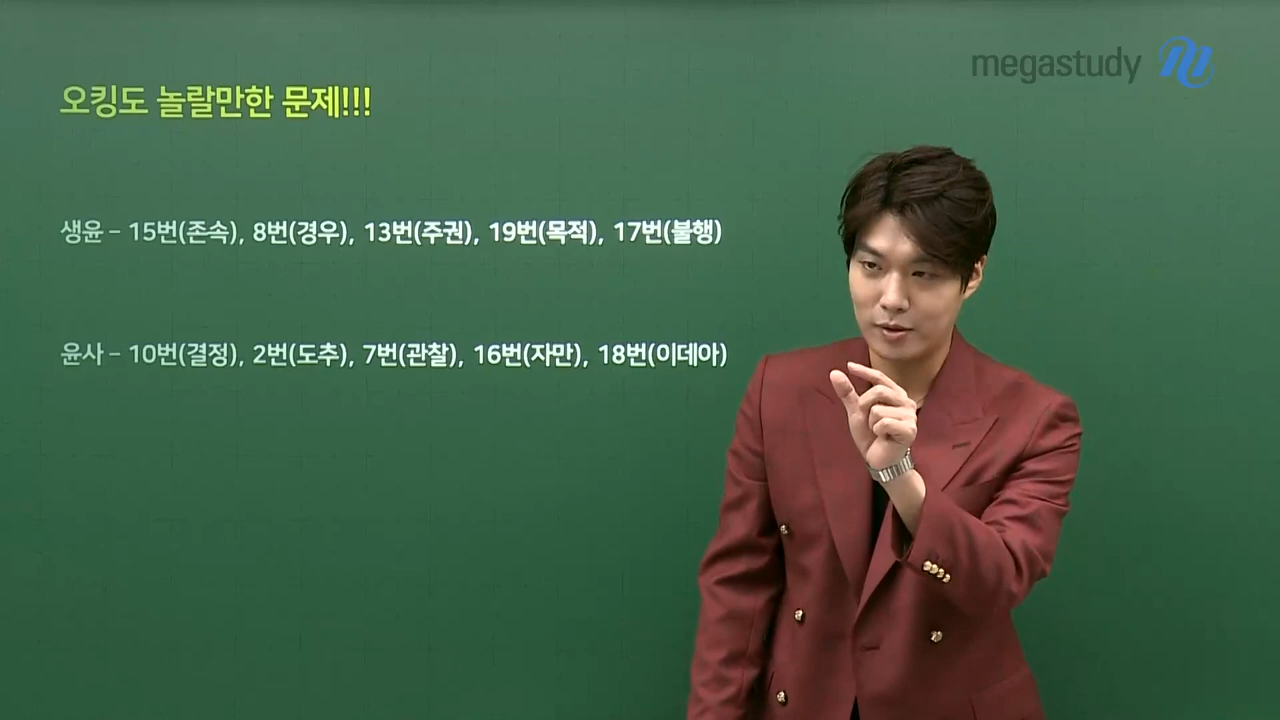 megastudy
오킹도 놀랄만한 문제!!!
생윤 – 15번(존속), 8번(경우), 13번(주권), 19번(목적), 17번(불행)
윤사 – 10번(결정), 2번(도추), 7번(관찰), 16번(자만), 18번(이데아)